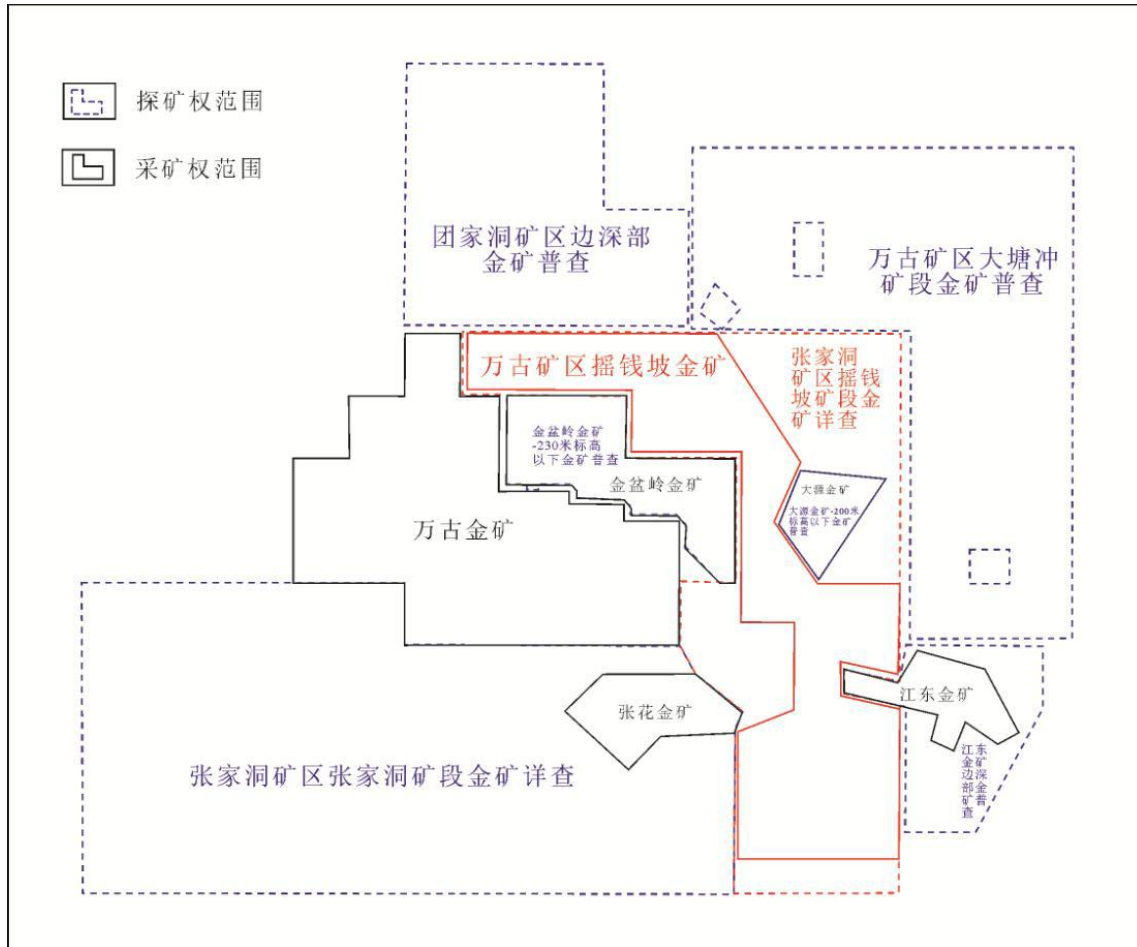 探矿权范围
采矿权范围
团家洞矿区边深部
金矿普查
万古矿区大塘冲
矿段金矿普查
万古矿区摇钱坡金矿
张家洞
矿区摇钱
坡矿段金
矿详查
金盆岭金矿
-230米标高
以下金矿普查
金盆岭金矿
大源金矿
大源金矿-200米
标高以下金矿
普查
万古金矿
张花金矿
江东金矿
江东
金矿
边深
部金
矿普
查
张家洞矿区张家洞矿段金矿详查